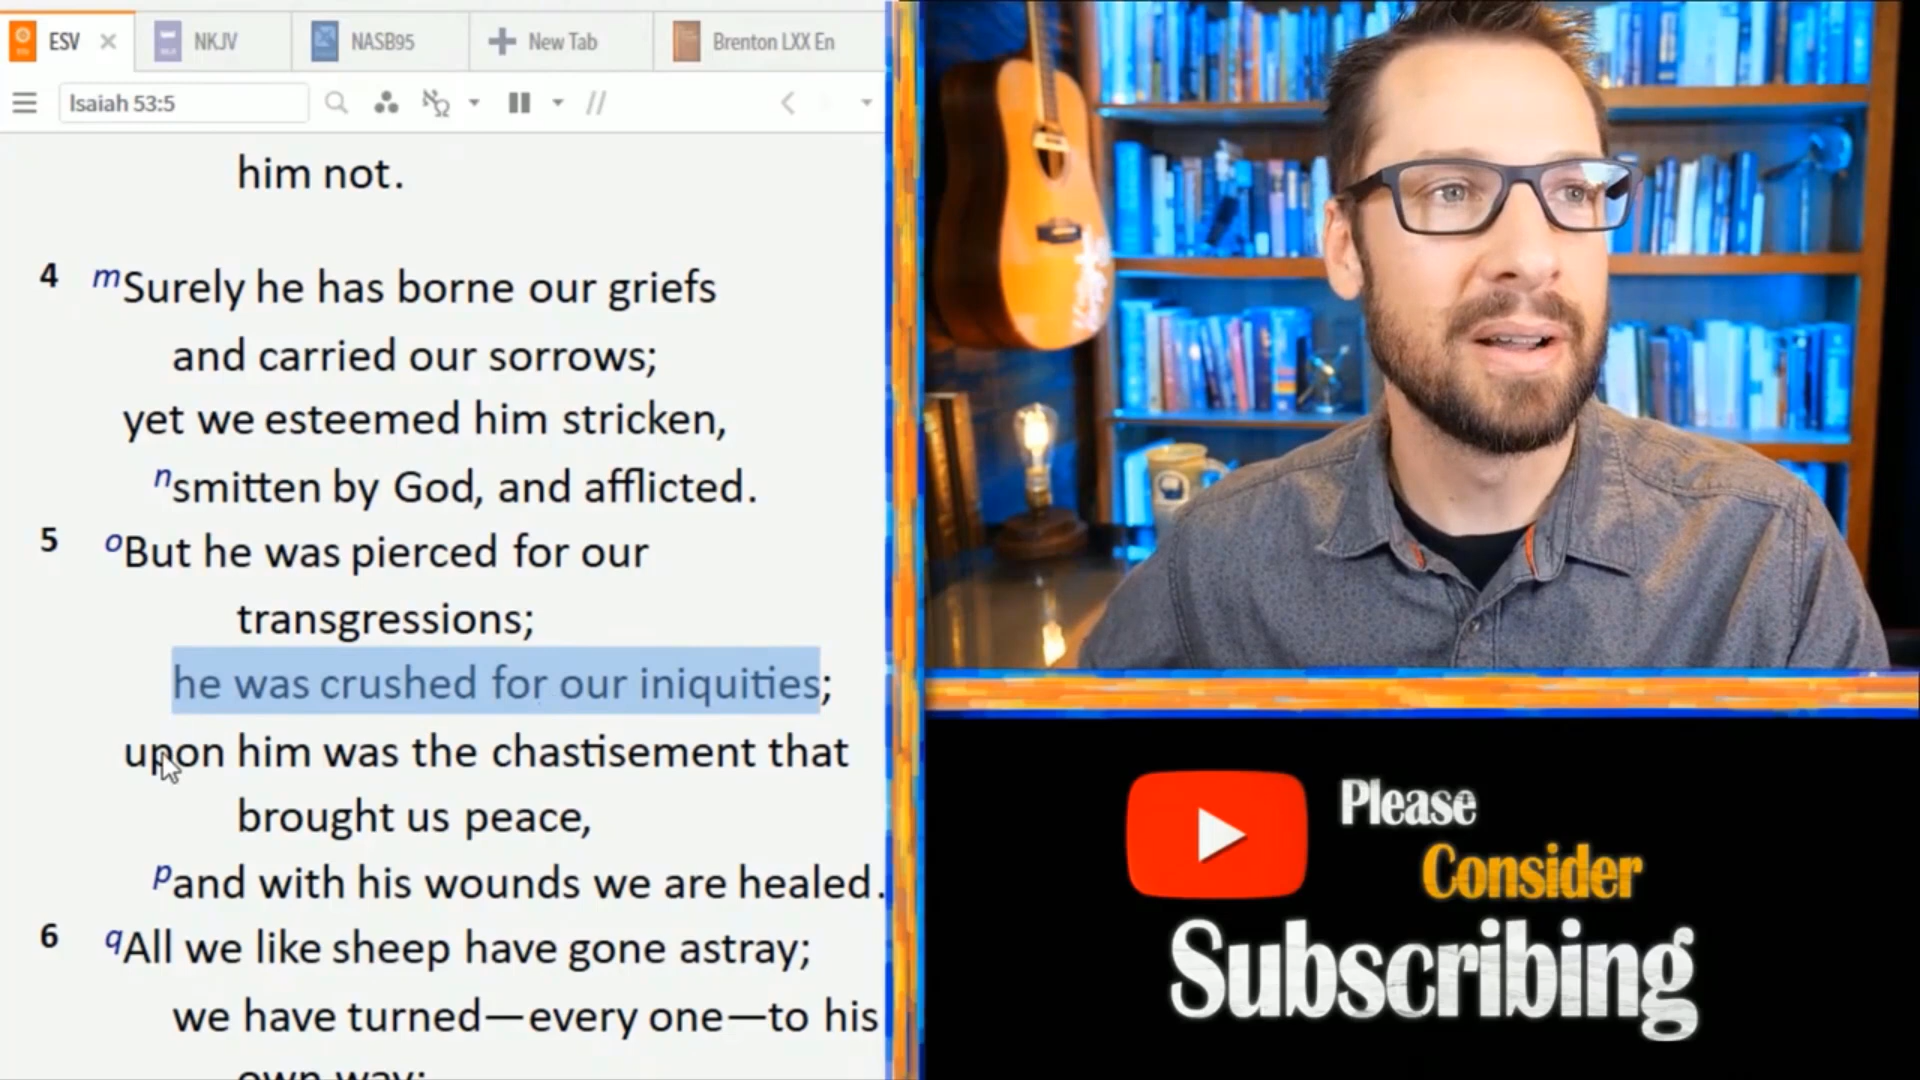 ESV
NKJV
NASB95
New Tab
Brenton LXX En
Isaiah 53:5
him not.
4 mSurely he has borne our griefs
and carried our sorrows;
yet we esteemed him stricken,
nsmitten by God, and afflicted.
5 oBut he was pierced for our
transgressions;
he was crushed for our iniquities;
upon him was the chastisement that
brought us peace,
pand with his wounds we are healed.
6 qAll we like sheep have gone astray;
we have turned—every one—to his
own way;
Please
Consider
Subscribing